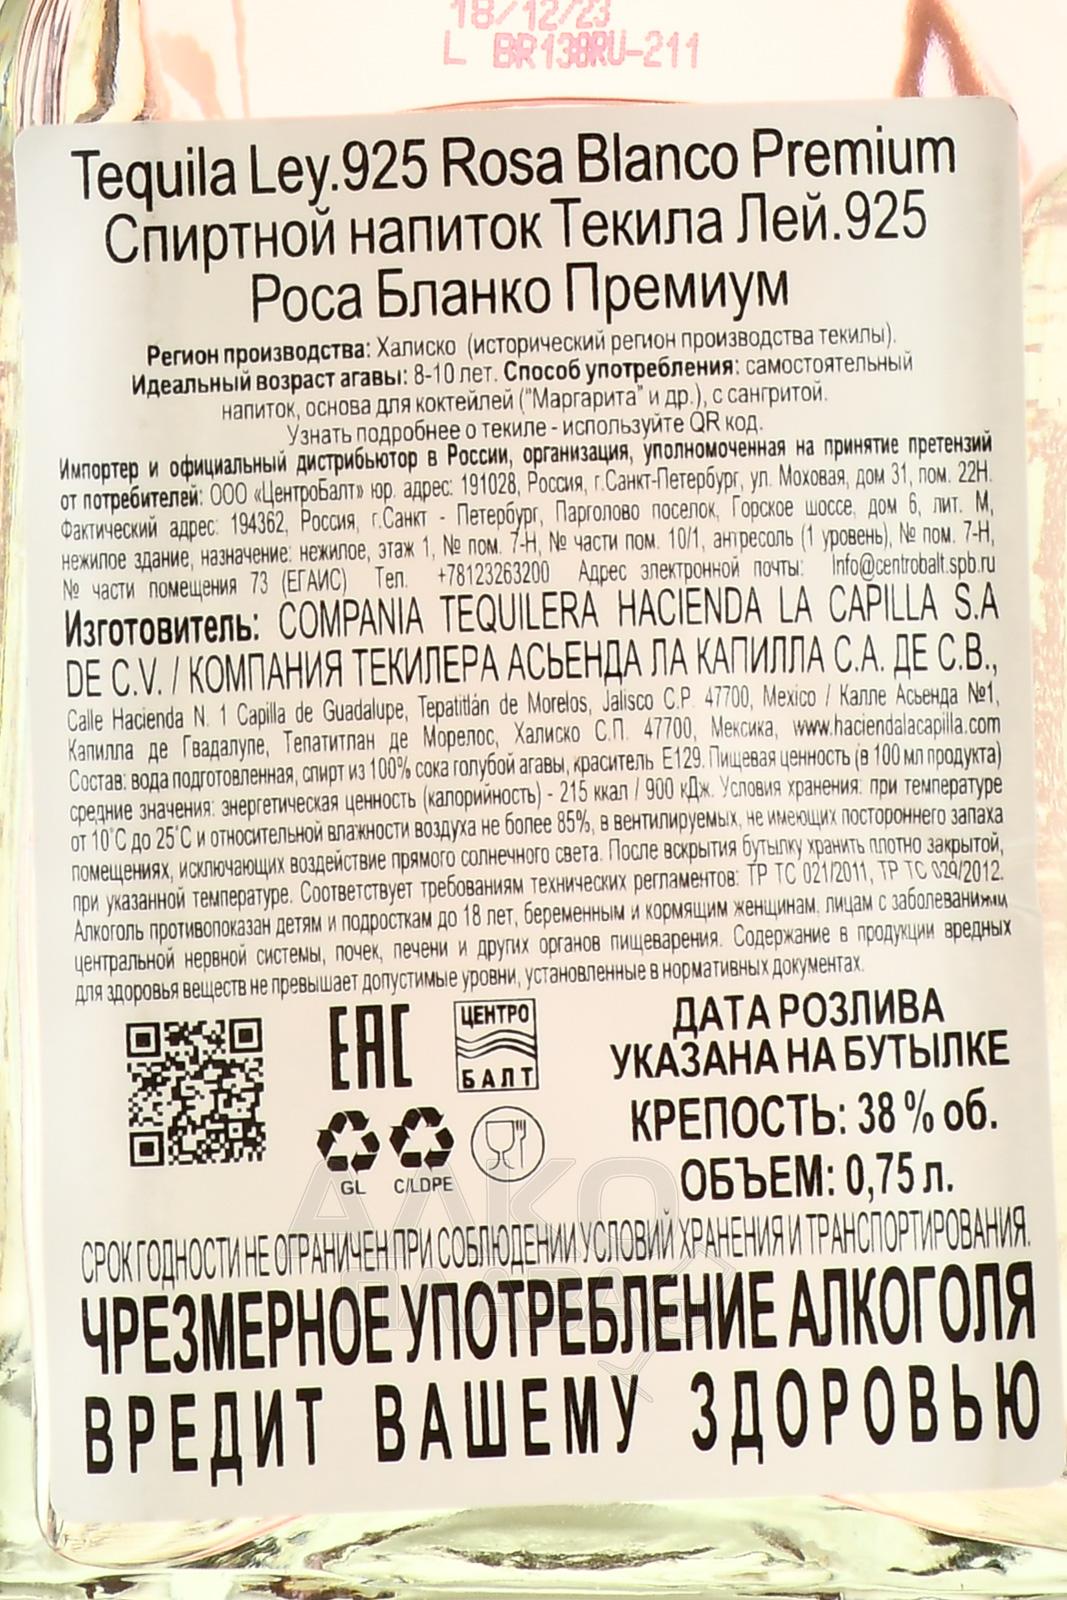 18/12/23
L BR138RU-211
Tequila Ley.925 Rosa Blanco Premium
Спиртной напиток Текила Лей.925
Роса Бланко Премиум
Регион производства: Халиско (исторический регион производства текилы).
Идеальный возраст агавы: 8-10 лет. Способ употребления: самостоятельный
напиток, основа для коктейлей ("Маргарита" и др.), с сангритой.
Узнать подробнее о текиле - используйте QR код.
Импортер и официальный дистрибьютор в России, организация, уполномоченная на принятие претензий
от потребителей: ООО «ЦентроБалт» юр. адрес: 191028, Россия, г.Санкт-Петербург, ул. Моховая, дом 31, пом. 22Н.
Фактический адрес: 194362, Россия, г.Санкт - Петербург, Парголово поселок, Горское шоссе, дом 6, лит. М,
нежилое здание, назначение: нежилое, этаж 1, № пом. 7-Н, № части пом. 10/1, антресоль (1 уровень), № пом. 7-Н,
№ части помещения 73 (ЕГАИС) Тел. +78123263200 Адрес электронной почты: Info@centrobalt.spb.ru
Изготовитель: COMPANIA TEQUILERA HACIENDA LA CAPILLA S.A
DE C.V. / КОМПАНИЯ ТЕКИЛЕРА АСЬЕНДА ЛА КАПИЛЛА С.А. ДЕ С.В.,
Calle Hacienda N. 1 Capilla de Guadalupe, Tepatitlán de Morelos, Jalisco C.P. 47700, Mexico / Калле Асьенда №1,
Капилла де Гвадалупе, Тепатитлан де Морелос, Халиско С.П. 47700, Мексика, www.haciendalacapilla.com
Состав: вода подготовленная, спирт из 100% сока голубой агавы, краситель Е129. Пищевая ценность (в 100 мл продукта)
средние значения: энергетическая ценность (калорийность) - 215 ккал / 900 кДж. Условия хранения: при температуре
от 10°С до 25°С и относительной влажности воздуха не более 85%, в вентилируемых, не имеющих постороннего запаха
помещениях, исключающих воздействие прямого солнечного света. После вскрытия бутылку хранить плотно закрытой,
при указанной температуре. Соответствует требованиям технических регламентов: ТР ТС 021/2011, ТР ТС 029/2012.
Алкоголь противопоказан детям и подросткам до 18 лет, беременным и кормящим женщинам, лицам с заболеваниями
центральной нервной системы, почек, печени и других органов пищеварения. Содержание в продукции вредных
для здоровья веществ не превышает допустимые уровни, установленные в нормативных документах.
ЕАС
ЦЕНТРО
БАЛТ
GL
C/LDPE
ДАТА РОЗЛИВА
УКАЗАНА НА БУТЫЛКЕ
КРЕПОСТЬ: 38 % об.
ОБЪЕМ: 0,75 л.
СРОК ГОДНОСТИ НЕ ОГРАНИЧЕН ПРИ СОБЛЮДЕНИИ УСЛОВИЙ ХРАНЕНИЯ И ТРАНСПОРТИРОВАНИЯ.
ЧРЕЗМЕРНОЕ УПОТРЕБЛЕНИЕ АЛКОГОЛЯ
ВРЕДИТ ВАШЕМУ ЗДОРОВЬЮ